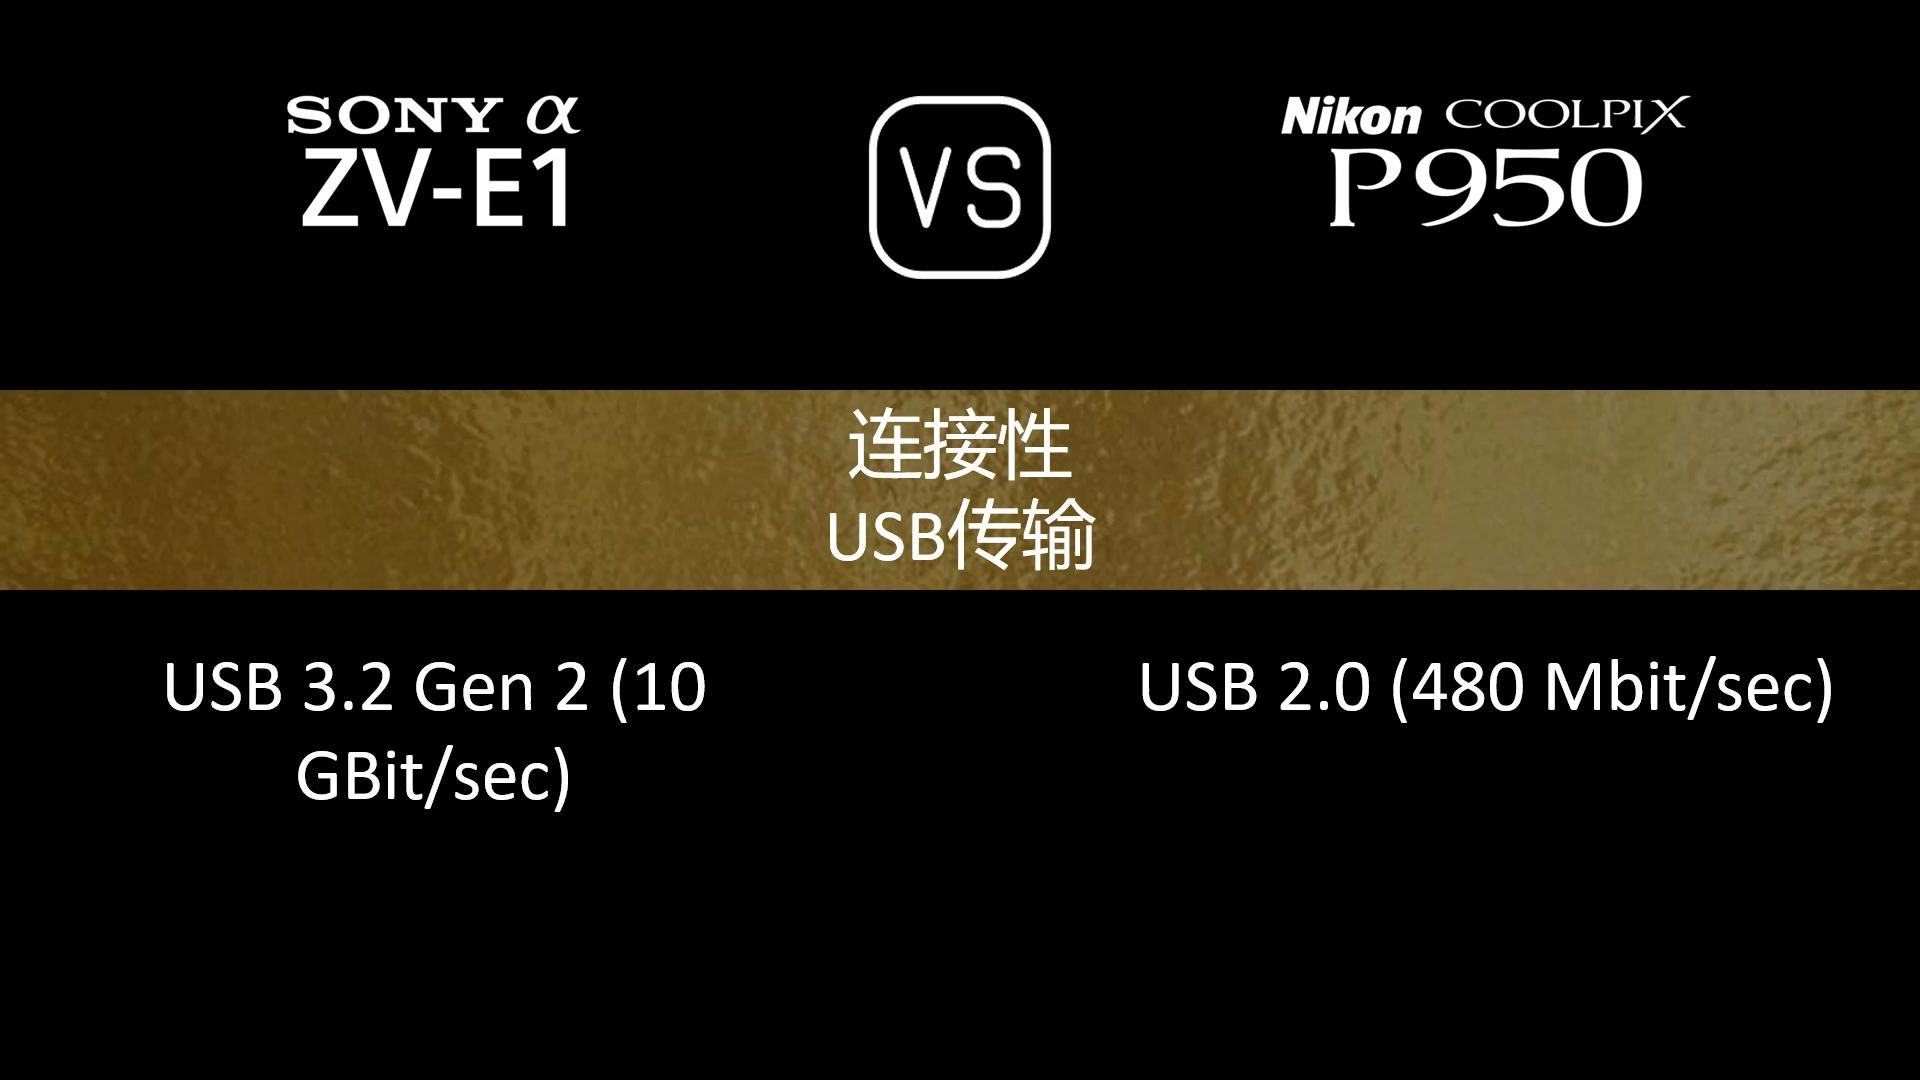 SONY α
ZV-E1
VS
Nikon COOLPIX
P950
连接性
USB传输
USB 3.2 Gen 2 (10
GBit/sec)
USB 2.0 (480 Mbit/sec)